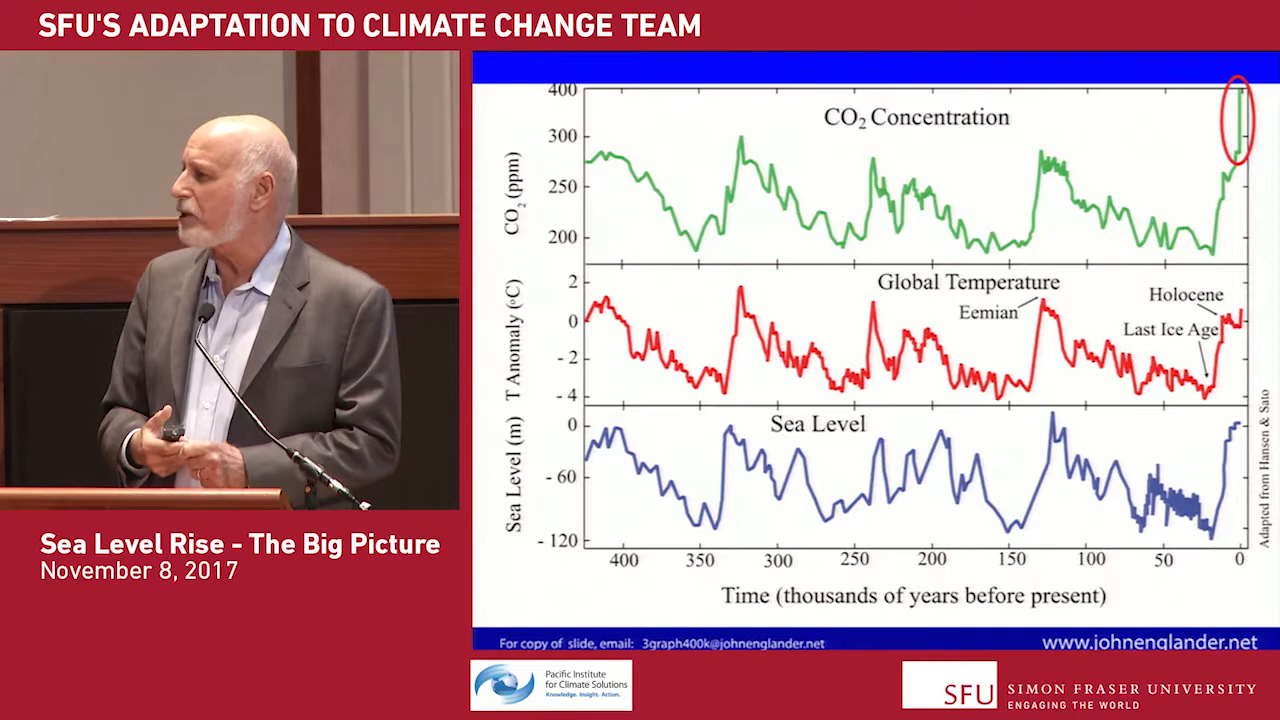 SFU'S ADAPTATION TO CLIMATE CHANGE TEAM
400
300
250
200
CO₂ (ppm)
CO₂ Concentration
2
0
- 2
- 4
T Anomaly (°C)
Global Temperature
Eemian
Holocene
Last Ice Age
0
- 60
- 120
Sea Level (m)
Sea Level
400 350 300 250 200 150 100 50 0
Time (thousands of years before present)
Adapted from Hansen & Sato
For copy of slide, email: 3graph400k@johnenglander.net
www.johnenglander.net
Sea Level Rise - The Big Picture
November 8, 2017
Pacific Institute
for Climate Solutions
Knowledge. Insight. Action.
SFU
SIMON FRASER UNIVERSITY
ENGAGING THE WORLD